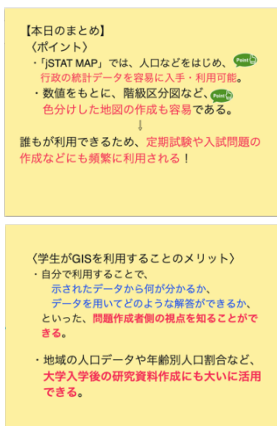 【本日のまとめ】
〈ポイント〉
・「jSTAT MAP」では、人口などをはじめ、Point
行政の統計データを容易に入手・利用可能。
・数値をもとに、階級区分図など、Point
色分けした地図の作成も容易である。
↓
誰もが利用できるため、定期試験や入試問題の
作成などにも頻繁に利用される！
〈学生がGISを利用することのメリット〉
・自分で利用することで、
示されたデータから何が分かるか、
データを用いてどのような解答ができるか、
といった、問題作成者側の視点を知ることがで
きる。
・地域の人口データや年齢別人口割合など、
大学入学後の研究資料作成にも大いに活用
できる。